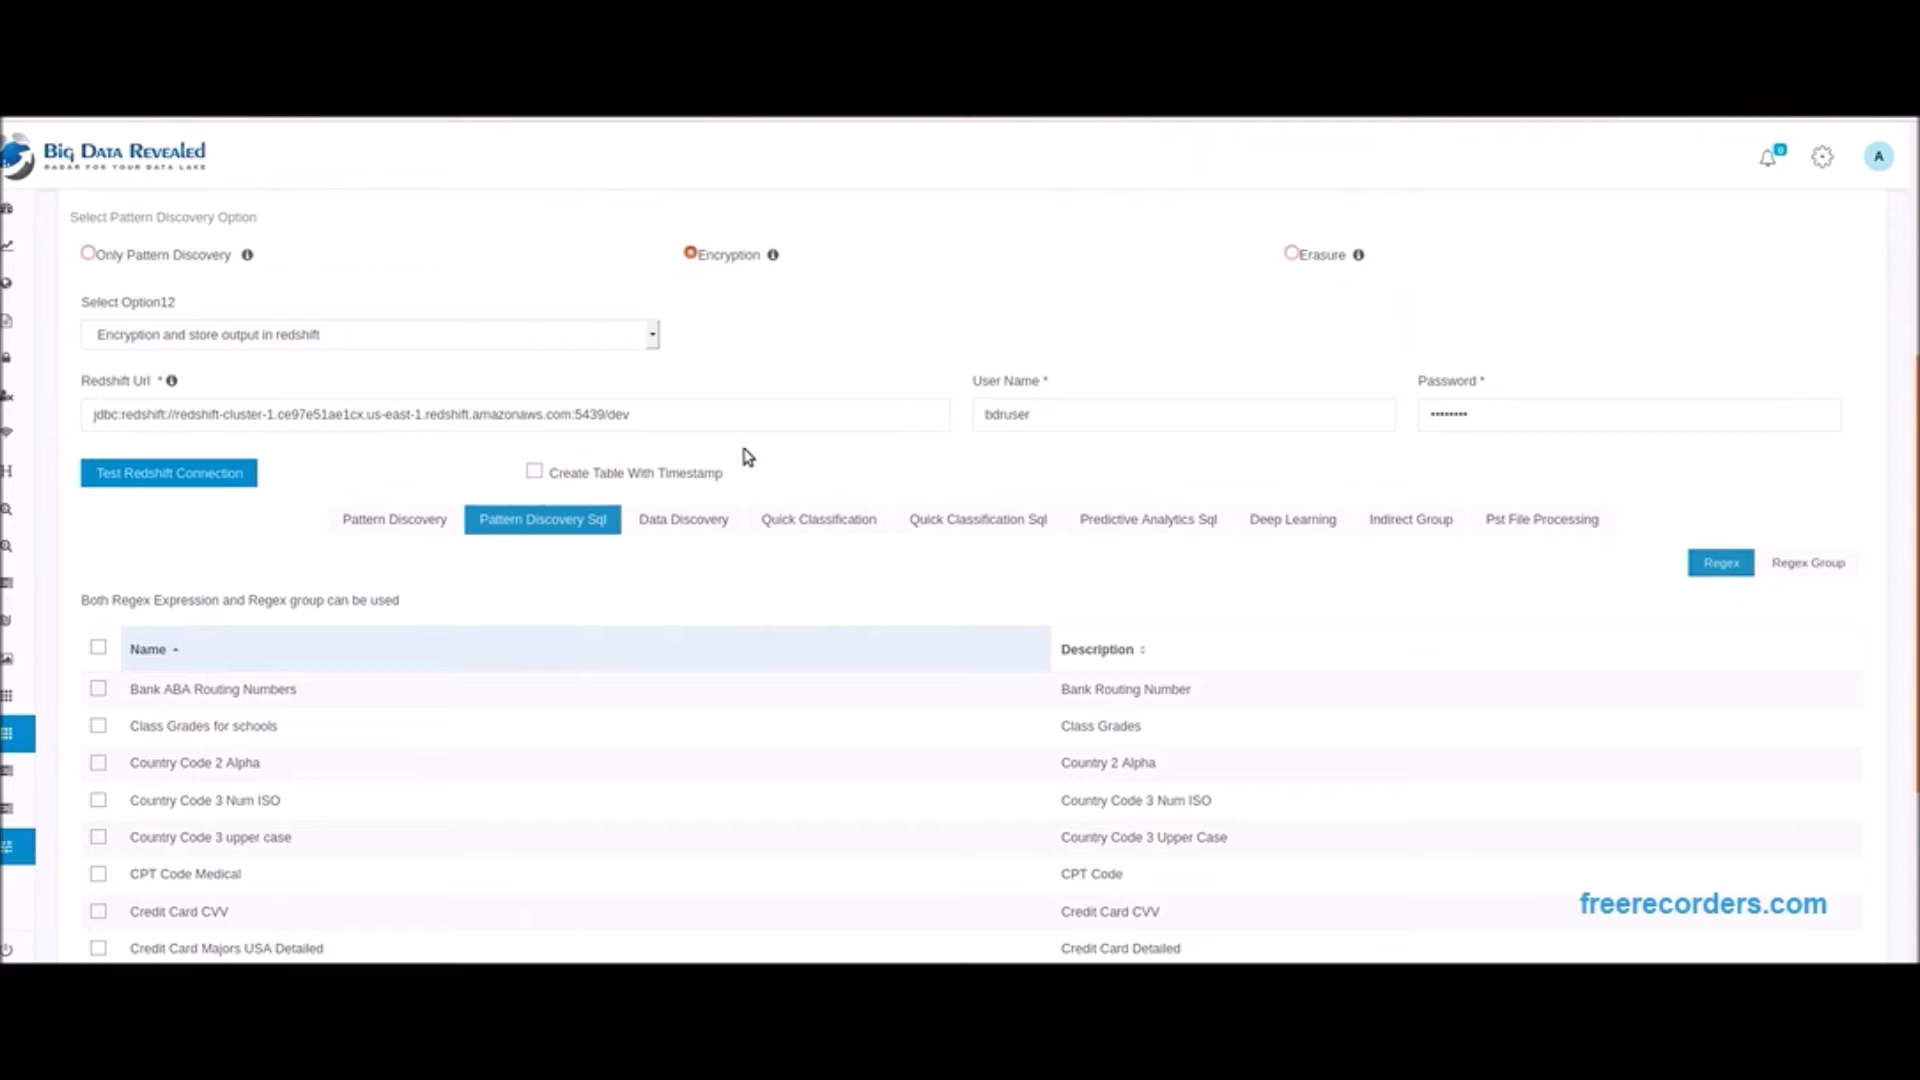 Big Data Revealed
RADAR FOR YOUR DATA LAKE
0
A
Select Pattern Discovery Option
Only Pattern Discovery
Encryption
Erasure
Select Option12
Encryption and store output in redshift
Redshift Url *
User Name *
Password *
jdbc:redshift://redshift-cluster-1.ce97e51ae1cx.us-east-1.redshift.amazonaws.com:5439/dev
bdruser
••••••••
Test Redshift Connection
Create Table With Timestamp
Pattern Discovery
Pattern Discovery Sql
Data Discovery
Quick Classification
Quick Classification Sql
Predictive Analytics Sql
Deep Learning
Indirect Group
Pst File Processing
Regex
Regex Group
Both Regex Expression and Regex group can be used
Name
Description
Bank ABA Routing Numbers
Bank Routing Number
Class Grades for schools
Class Grades
Country Code 2 Alpha
Country 2 Alpha
Country Code 3 Num ISO
Country Code 3 Num ISO
Country Code 3 upper case
Country Code 3 Upper Case
CPT Code Medical
CPT Code
Credit Card CVV
Credit Card CVV
Credit Card Majors USA Detailed
Credit Card Detailed
freerecorders.com